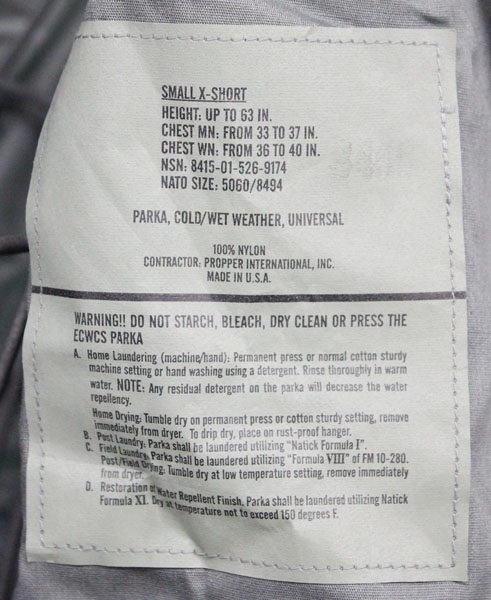 SMALL X-SHORT
HEIGHT: UP TO 63 IN.
CHEST MN: FROM 33 TO 37 IN.
CHEST WN: FROM 36 TO 40 IN.
NSN: 8415-01-526-9174
NATO SIZE: 5060/8494
PARKA, COLD/WET WEATHER, UNIVERSAL
100% NYLON
CONTRACTOR: PROPPER INTERNATIONAL, INC.
MADE IN U.S.A.
WARNING!! DO NOT STARCH, BLEACH, DRY CLEAN OR PRESS THE
ECWCS PARKA
A. Home Laundering (machine/hand); Permanent press or normal cotton sturdy
machine setting or hand washing using a detergent. Rinse thoroughly in warm
water. NOTE: Any residual detergent on the parka will decrease the water
repellency.
Home Drying: Tumble dry on permanent press or cotton sturdy setting, remove
immediately from dryer. To drip dry, place on rust-proof hanger.
B. Post Laundry: Parka shall be laundered utilizing "Natick Formula I".
C. Field Laundry: Parka shall be laundered utilizing "Formula VIII" of FM 10-280.
Post/Field Drying: Tumble dry at low temperature setting, remove immediately
from dryer.
D. Restoration of Water Repellent Finish, Parka shall be laundered utilizing Natick
Formula XI. Dry at temperature not to exceed 150 degrees F.